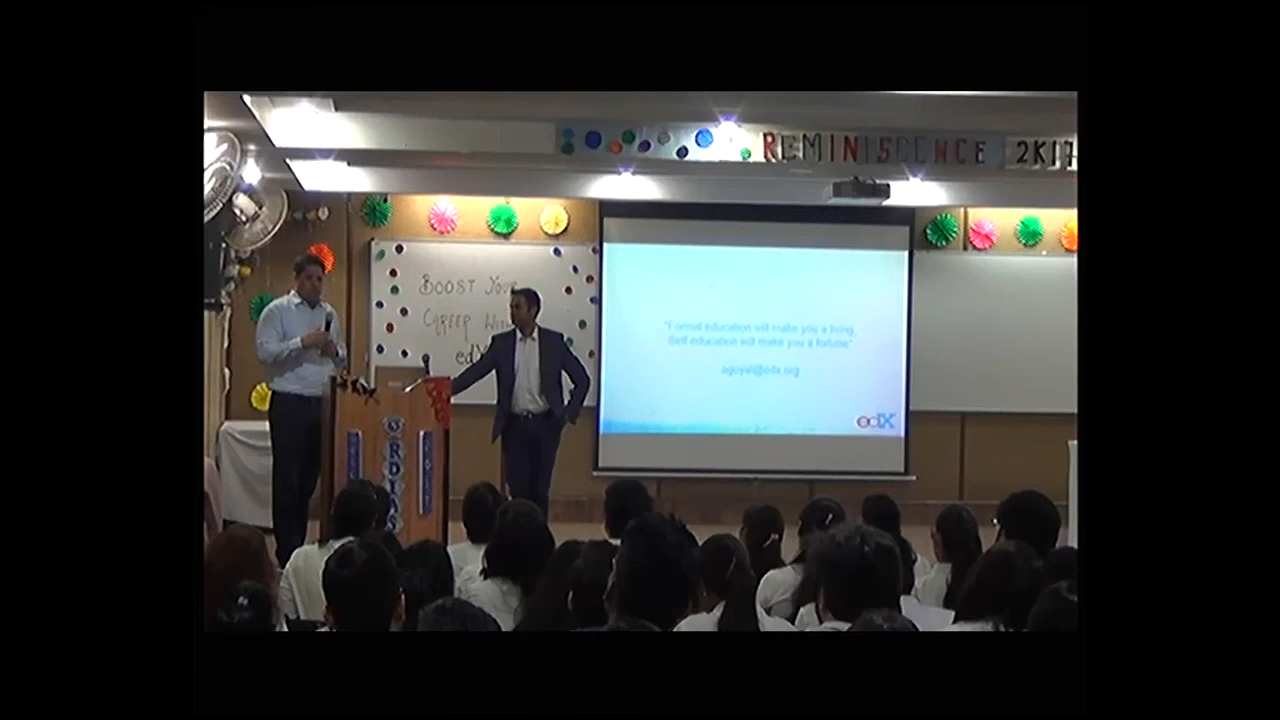 REMINISCENCE 2K17
BOOST YOUR
CAREER WITH
edX
"Formal education will make you a living.
Self education will make you a fortune"
agoyal@edx.org
edX
RDIAS